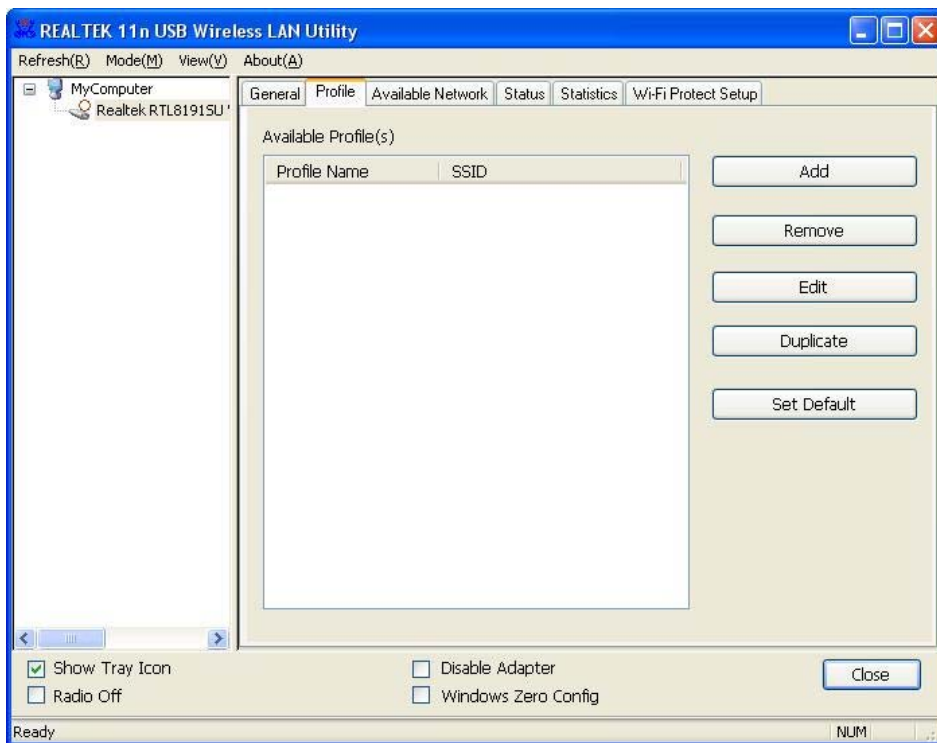 REALTEK 11n USB Wireless LAN Utility
Refresh(R) Mode(M) View(V) About(A)
MyComputer
Realtek RTL8191SU '
General Profile Available Network Status Statistics Wi-Fi Protect Setup
Available Profile(s)
Profile Name SSID
Add
Remove
Edit
Duplicate
Set Default
Show Tray Icon
Radio Off
Disable Adapter
Windows Zero Config
Close
Ready
NUM